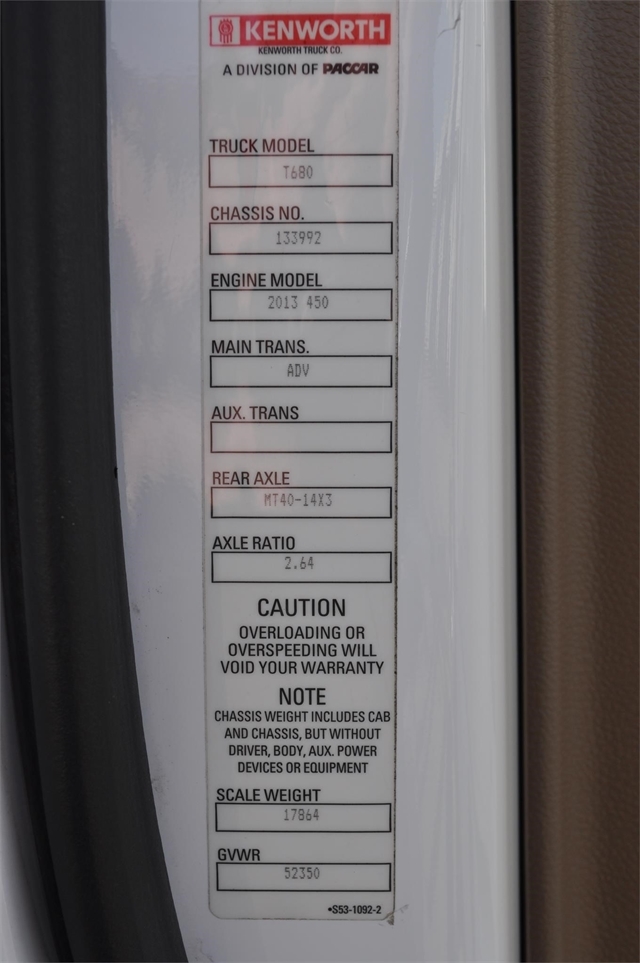 KENWORTH
KENWORTH TRUCK CO.
A DIVISION OF PACCAR
TRUCK MODEL
T680
CHASSIS NO.
133992
ENGINE MODEL
2013 450
MAIN TRANS.
ADV
AUX. TRANS
REAR AXLE
MT40-14X3
AXLE RATIO
2.64
CAUTION
OVERLOADING OR
OVERSPEEDING WILL
VOID YOUR WARRANTY
NOTE
CHASSIS WEIGHT INCLUDES CAB
AND CHASSIS, BUT WITHOUT
DRIVER, BODY, AUX. POWER
DEVICES OR EQUIPMENT
SCALE WEIGHT
17864
GVWR
52350
•S53-1092-2